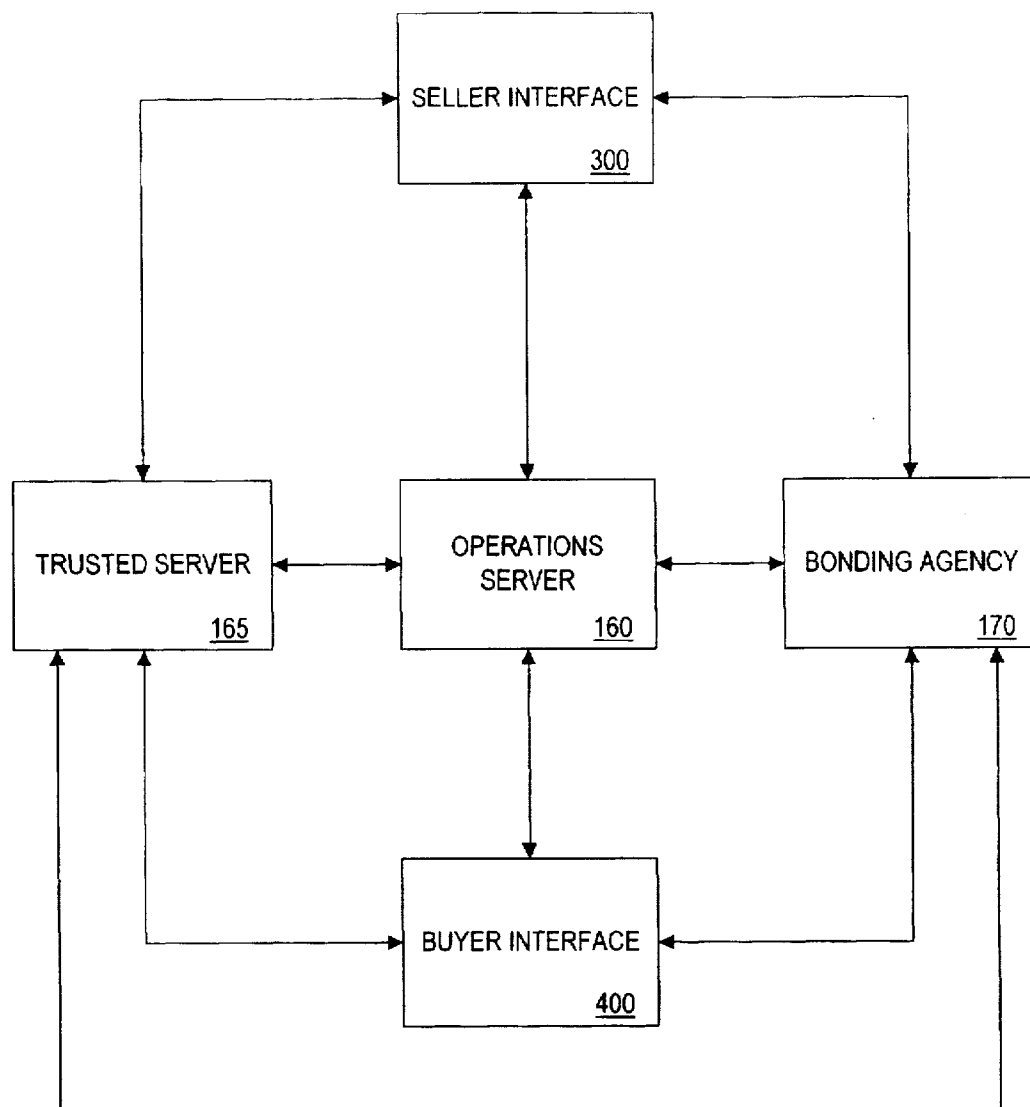 SELLER INTERFACE
300
TRUSTED SERVER
165
OPERATIONS
SERVER
160
BONDING AGENCY
170
BUYER INTERFACE
400